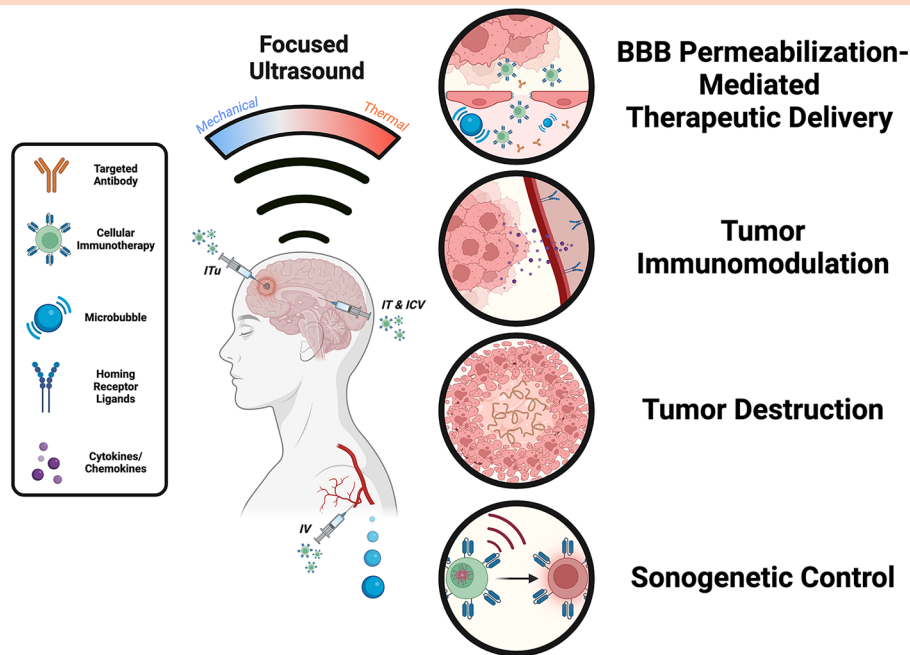 Focused
Ultrasound
Mechanical
Thermal
Targeted
Antibody
Cellular
Immunotherapy
Microbubble
Homing
Receptor
Ligands
Cytokines/
Chemokines
ITu
IT & ICV
IV
BBB Permeabilization-
Mediated
Therapeutic Delivery
Tumor
Immunomodulation
Tumor Destruction
Sonogenetic Control